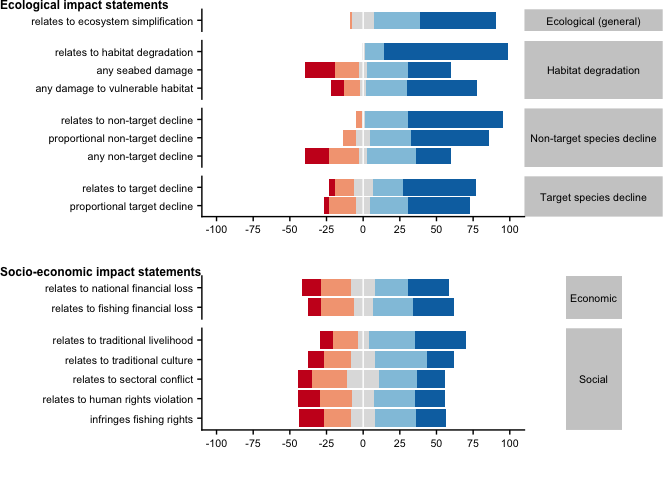 Ecological impact statements
relates to ecosystem simplification
Ecological (general)
relates to habitat degradation
any seabed damage
any damage to vulnerable habitat
Habitat degradation
relates to non-target decline
proportional non-target decline
any non-target decline
Non-target species decline
relates to target decline
proportional target decline
Target species decline
-100 -75 -50 -25 0 25 50 75 100
Socio-economic impact statements
relates to national financial loss
relates to fishing financial loss
Economic
relates to traditional livelihood
relates to traditional culture
relates to sectoral conflict
relates to human rights violation
infringes fishing rights
Social
-100 -75 -50 -25 0 25 50 75 100